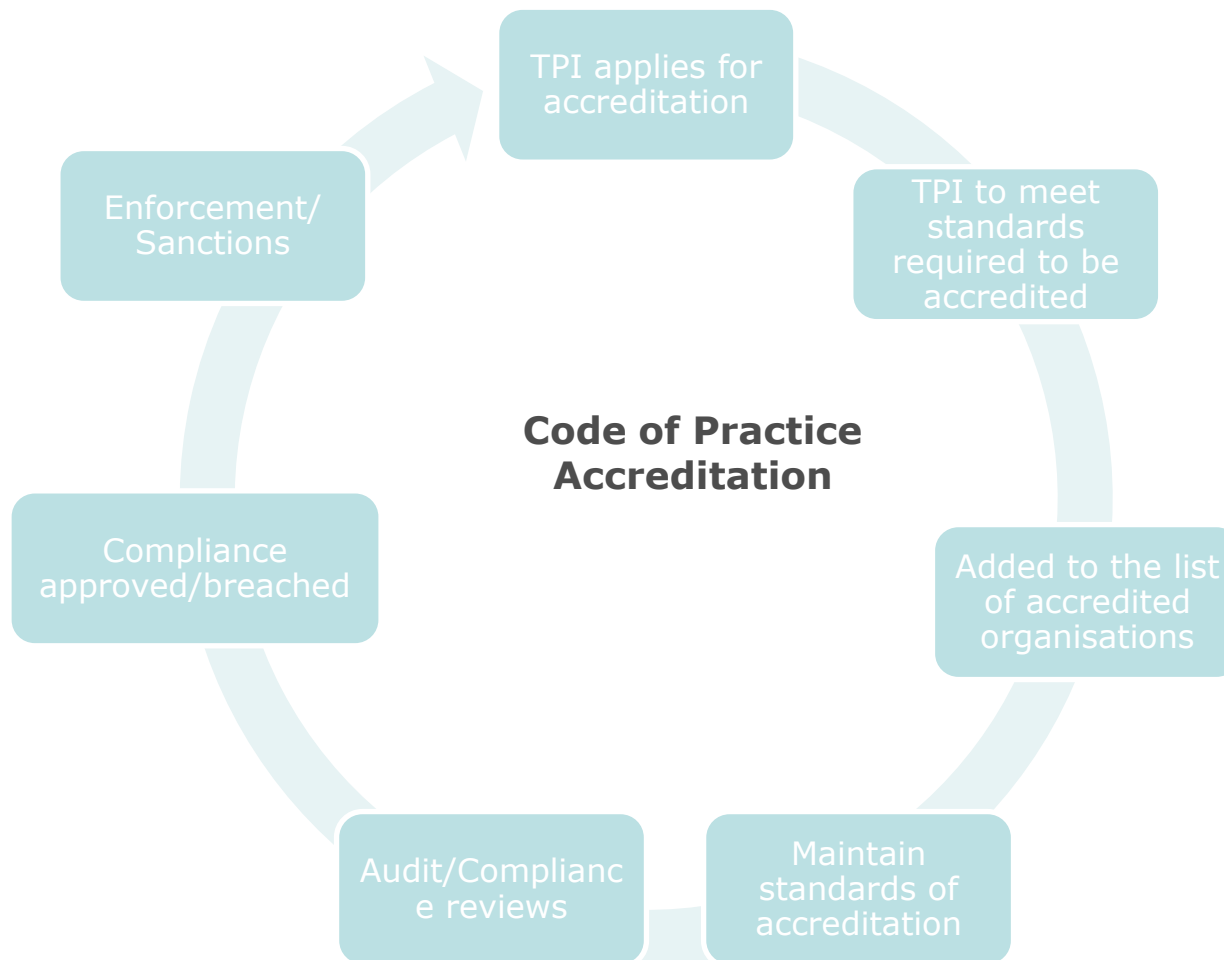 TPI applies for
accreditation
TPI to meet
standards
required to be
accredited
Added to the list
of accredited
organisations
Maintain
standards of
accreditation
Audit/Complianc
e reviews
Compliance
approved/breached
Enforcement/
Sanctions
Code of Practice
Accreditation